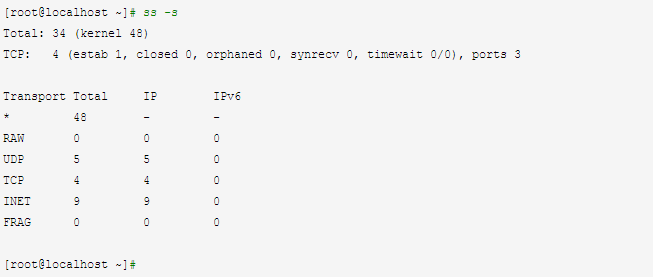 [root@localhost ~]# ss -s
Total: 34 (kernel 48)
TCP:   4 (estab 1, closed 0, orphaned 0, synrecv 0, timewait 0/0), ports 3
Transport Total     IP        IPv6
*         48        -         -
RAW       0         0         0
UDP       5         5         0
TCP       4         4         0
INET      9         9         0
FRAG      0         0         0
[root@localhost ~]#